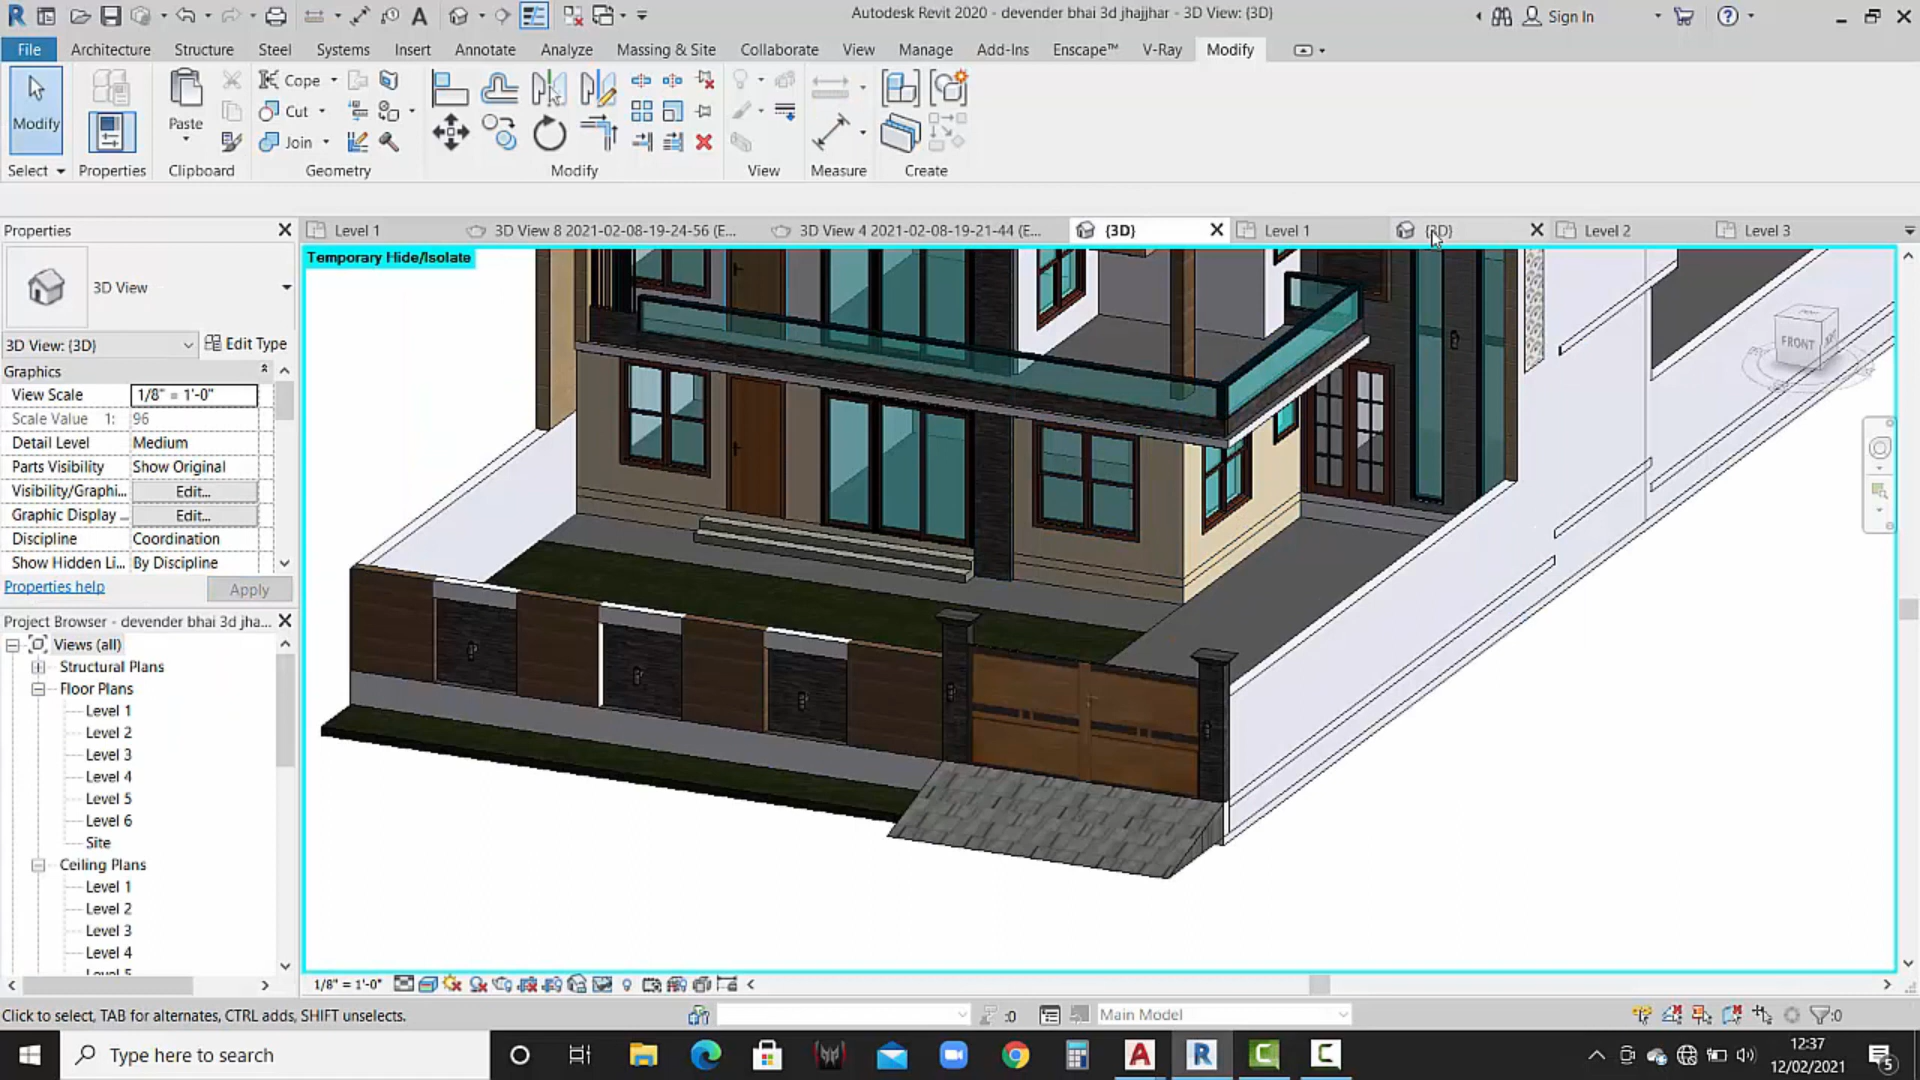 Autodesk Revit 2020 - devender bhai 3d jhajjhar - 3D View: {3D}
Sign In
File
Architecture
Structure
Steel
Systems
Insert
Annotate
Analyze
Massing & Site
Collaborate
View
Manage
Add-Ins
Enscape™
V-Ray
Modify
Modify
Paste
Cope
Cut
Join
Select
Properties
Clipboard
Geometry
Modify
View
Measure
Create
Properties
Level 1
3D View 8 2021-02-08-19-24-56 (E...
3D View 4 2021-02-08-19-21-44 (E...
{3D}
Level 1
{3D}
Level 2
Level 3
Temporary Hide/Isolate
3D View
3D View: {3D}
Edit Type
Graphics
View Scale 1/8" = 1'-0"
Scale Value 1: 96
Detail Level Medium
Parts Visibility Show Original
Visibility/Graphi... Edit...
Graphic Display ... Edit...
Discipline Coordination
Show Hidden Li... By Discipline
Properties help
Apply
FRONT
Project Browser - devender bhai 3d jha...
Views (all)
Structural Plans
Floor Plans
Level 1
Level 2
Level 3
Level 4
Level 5
Level 6
Site
Ceiling Plans
Level 1
Level 2
Level 3
Level 4
Level 5
1/8" = 1'-0"
Click to select, TAB for alternates, CTRL adds, SHIFT unselects.
:0
Main Model
:0
Type here to search
12:37
12/02/2021
5